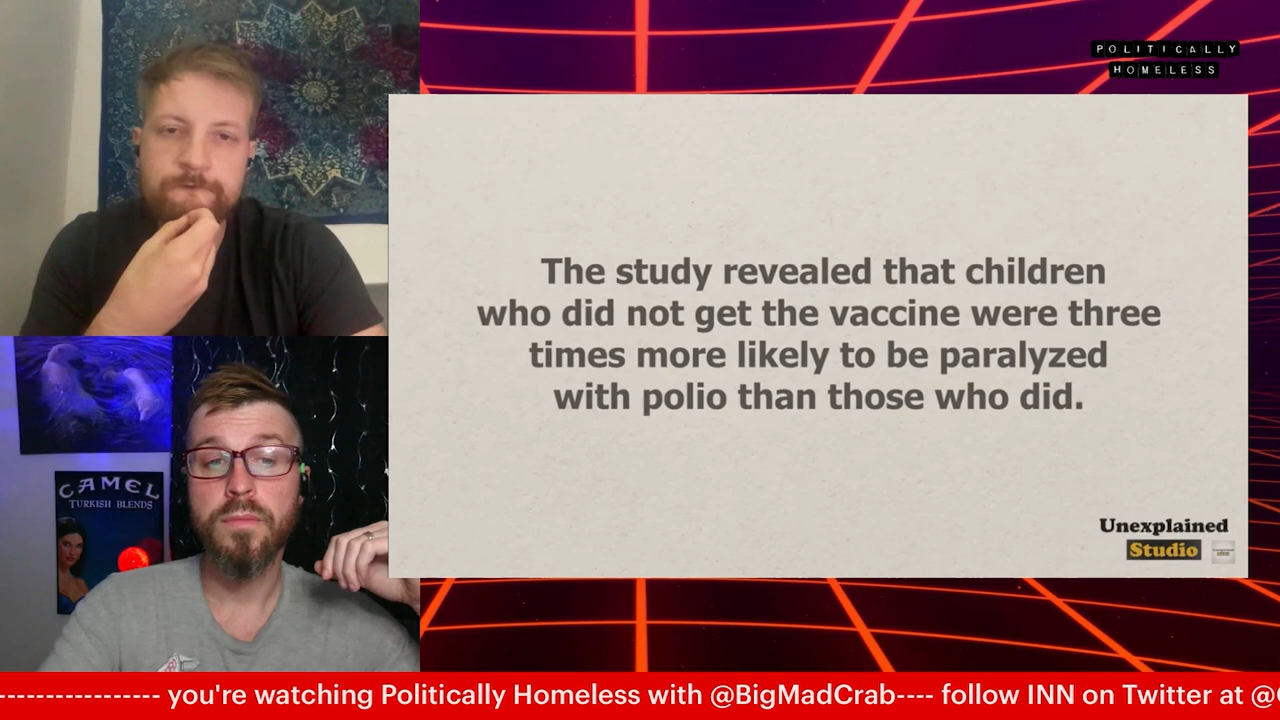 POLITICALLY
HOMELESS
The study revealed that children
who did not get the vaccine were three
times more likely to be paralyzed
with polio than those who did.
CAMEL
TURKISH BLENDS
Unexplained
Studio
---------------- you're watching Politically Homeless with @BigMadCrab---- follow INN on Twitter at @